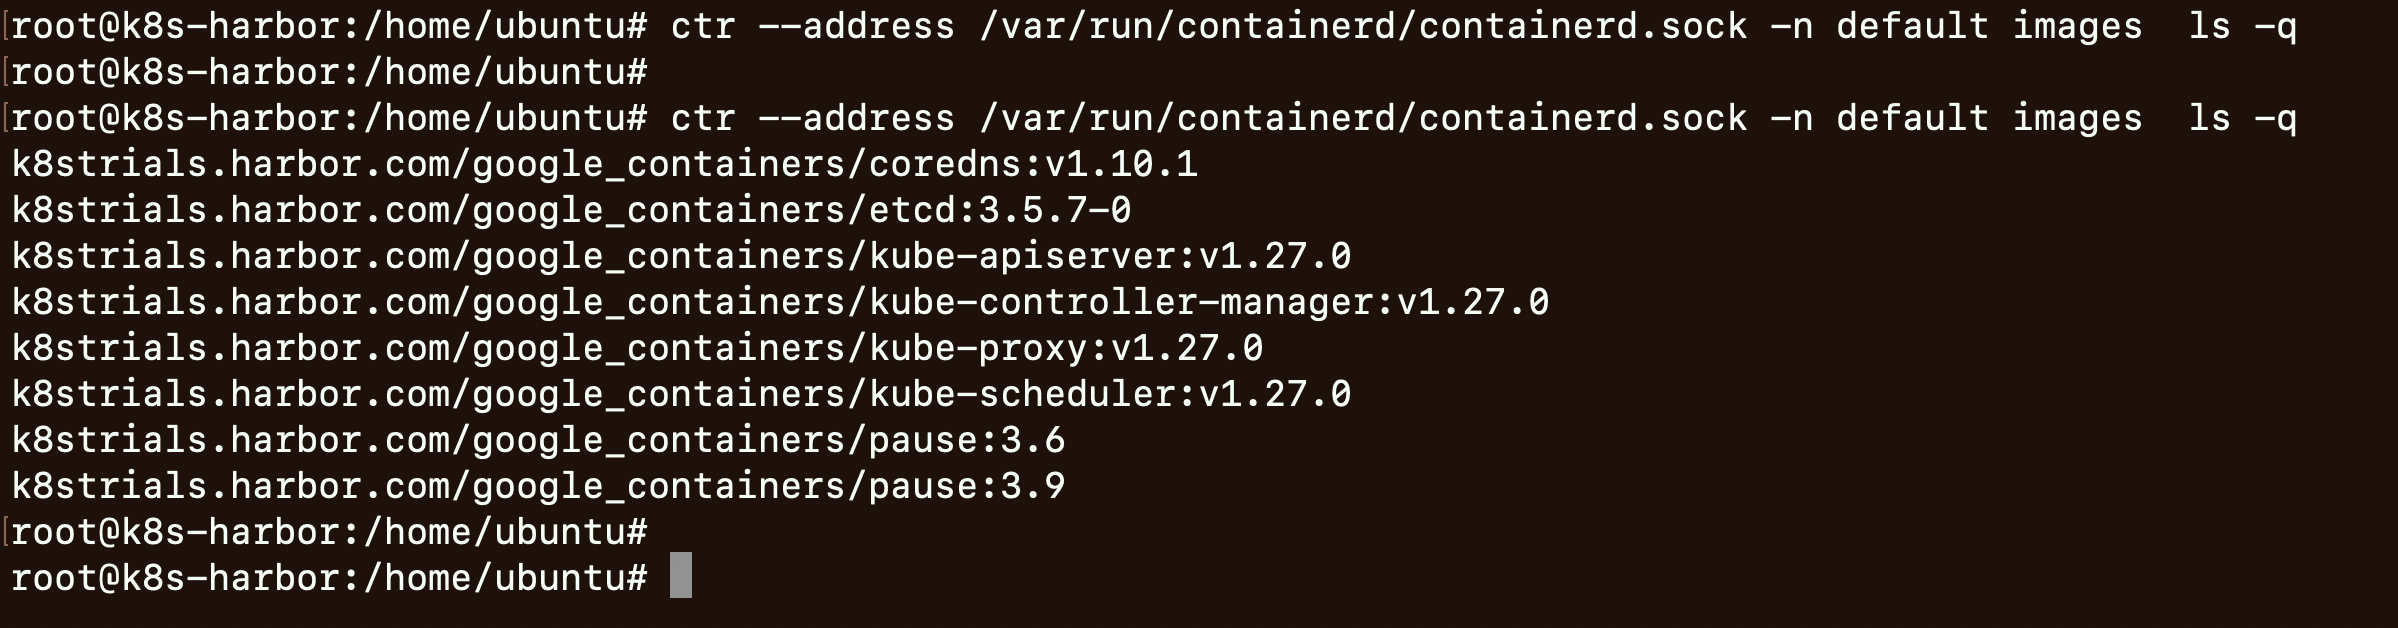 [root@k8s-harbor:/home/ubuntu# ctr --address /var/run/containerd/containerd.sock -n default images  ls -q
[root@k8s-harbor:/home/ubuntu#
[root@k8s-harbor:/home/ubuntu# ctr --address /var/run/containerd/containerd.sock -n default images  ls -q
k8strials.harbor.com/google_containers/coredns:v1.10.1
k8strials.harbor.com/google_containers/etcd:3.5.7-0
k8strials.harbor.com/google_containers/kube-apiserver:v1.27.0
k8strials.harbor.com/google_containers/kube-controller-manager:v1.27.0
k8strials.harbor.com/google_containers/kube-proxy:v1.27.0
k8strials.harbor.com/google_containers/kube-scheduler:v1.27.0
k8strials.harbor.com/google_containers/pause:3.6
k8strials.harbor.com/google_containers/pause:3.9
[root@k8s-harbor:/home/ubuntu#
root@k8s-harbor:/home/ubuntu#